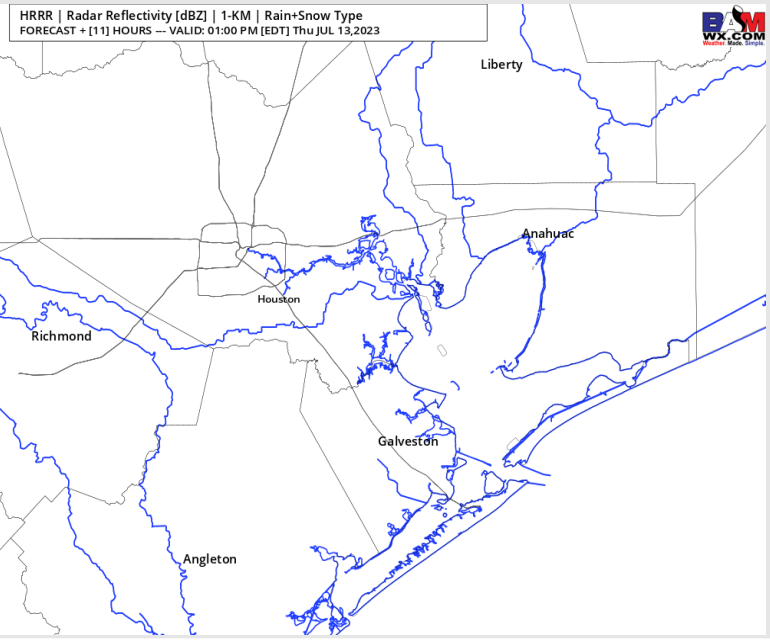 HRRR | Radar Reflectivity [dBZ] | 1-KM | Rain+Snow Type
FORECAST + [11] HOURS --- VALID: 01:00 PM [EDT] Thu JUL 13,2023
BAM
WX.COM
Weather. Made. Simple.
Liberty
Anahuac
Houston
Richmond
Galveston
Angleton